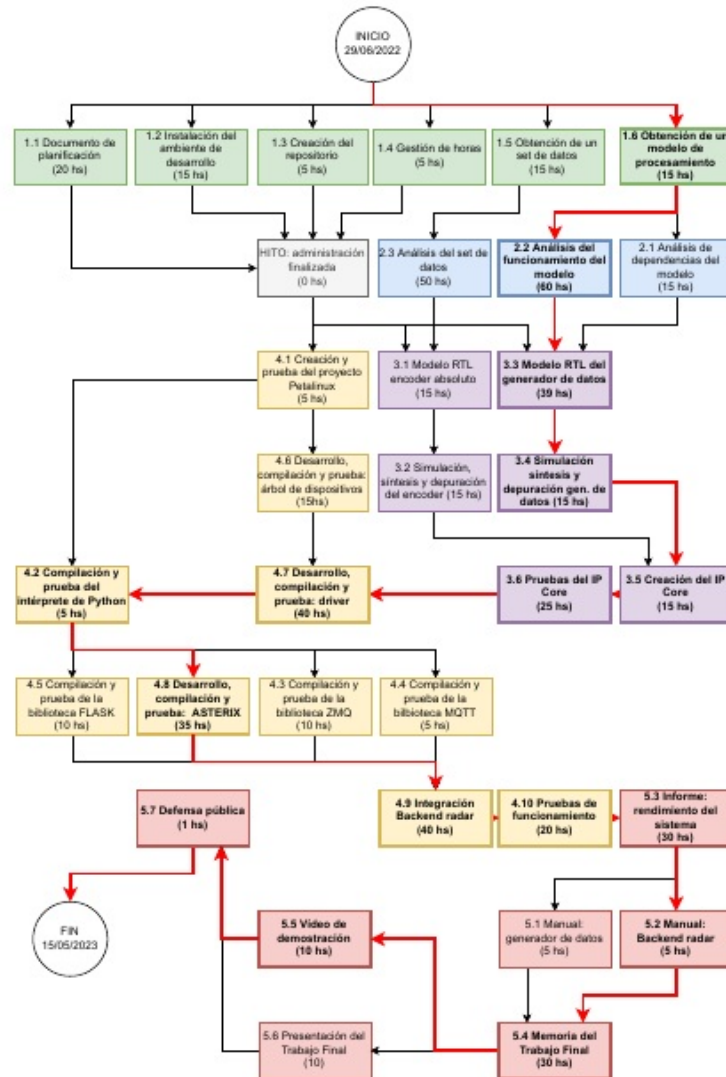 INICIO
29/06/2022
1.1 Documento de
planificación
(20 hs)
1.2 Instalación del
ambiente de
desarrollo
(15 hs)
1.3 Creación del
repositorio
(5 hs)
1.4 Gestión de horas
(5 hs)
1.5 Obtención de un
set de datos
(15 hs)
1.6 Obtención de un
modelo de
procesamiento
(15 hs)
HITO: administración
finalizada
(0 hs)
2.3 Análisis del set de
datos
(50 hs)
2.2 Análisis del
funcionamiento del
modelo
(60 hs)
2.1 Análisis de
dependencias del
modelo
(15 hs)
4.1 Creación y
prueba del proyecto
Petalinux
(5 hs)
3.1 Modelo RTL
encoder absoluto
(15 hs)
3.3 Modelo RTL del
generador de datos
(39 hs)
4.6 Desarrollo,
compilación y prueba:
árbol de dispositivos
(15hs)
3.2 Simulación,
síntesis y depuración
del encoder (15 hs)
3.4 Simulación
síntesis y
depuración gen. de
datos (15 hs)
4.2 Compilación y
prueba del
intérprete de Python
(5 hs)
4.7 Desarrollo,
compilación y
prueba: driver
(40 hs)
3.6 Pruebas del IP
Core
(25 hs)
3.5 Creación del IP
Core
(15 hs)
4.5 Compilación y
prueba de la
biblioteca FLASK
(10 hs)
4.8 Desarrollo,
compilación y
prueba: ASTERIX
(35 hs)
4.3 Compilación y
prueba de la
biblioteca ZMQ
(10 hs)
4.4 Compilación y
prueba de la
bilbioteca MQTT
(5 hs)
5.7 Defensa pública
(1 hs)
4.9 Integración
Backend radar
(40 hs)
4.10 Pruebas de
funcionamiento
(20 hs)
5.3 Informe:
rendimiento del
sistema
(30 hs)
FIN
15/05/2023
5.5 Vídeo de
demostración
(10 hs)
5.1 Manual:
generador de datos
(5 hs)
5.2 Manual:
Backend radar
(5 hs)
5.6 Presentación del
Trabajo Final
(10)
5.4 Memoria del
Trabajo Final
(30 hs)